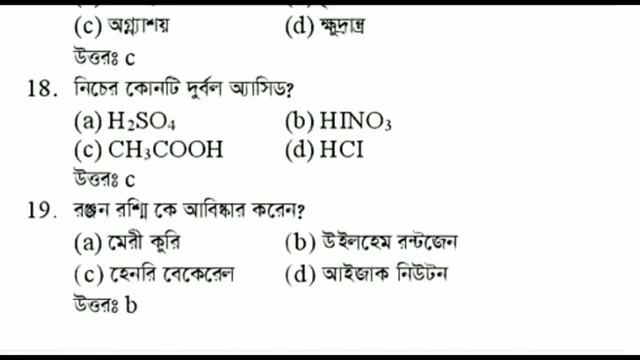 (c) অগ্ন্যাশয় (d) ক্ষুদ্রান্ত্র
উত্তরঃ c
18. নিচের কোনটি দুর্বল অ্যাসিড?
(a) H₂SO₄ (b) HINO₃
(c) CH₃COOH (d) HCI
উত্তরঃ c
19. রঞ্জন রশ্মি কে আবিষ্কার করেন?
(a) মেরী কুরি (b) উইলহেম রন্টজেন
(c) হেনরি বেকেরেল (d) আইজাক নিউটন
উত্তরঃ b